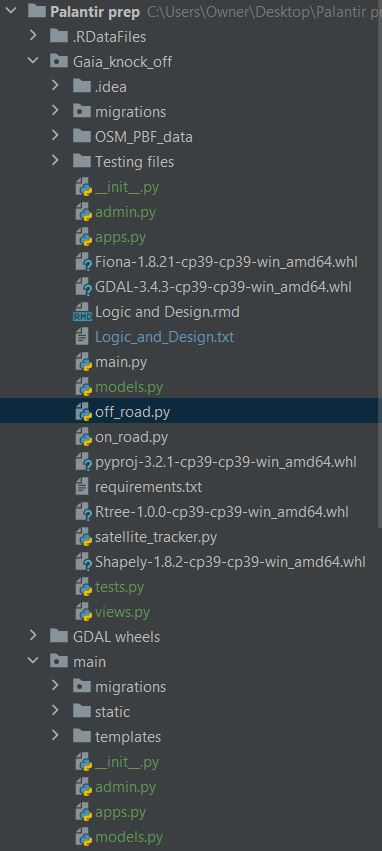 Palantir prep C:\Users\Owner\Desktop\Palantir prep
.RDataFiles
Gaia_knock_off
.idea
migrations
OSM_PBF_data
Testing files
__init__.py
admin.py
apps.py
Fiona-1.8.21-cp39-cp39-win_amd64.whl
GDAL-3.4.3-cp39-cp39-win_amd64.whl
Logic and Design.rmd
Logic_and_Design.txt
main.py
models.py
off_road.py
on_road.py
pyproj-3.2.1-cp39-cp39-win_amd64.whl
requirements.txt
Rtree-1.0.0-cp39-cp39-win_amd64.whl
satellite_tracker.py
Shapely-1.8.2-cp39-cp39-win_amd64.whl
tests.py
views.py
GDAL wheels
main
migrations
static
templates
__init__.py
admin.py
apps.py
models.py